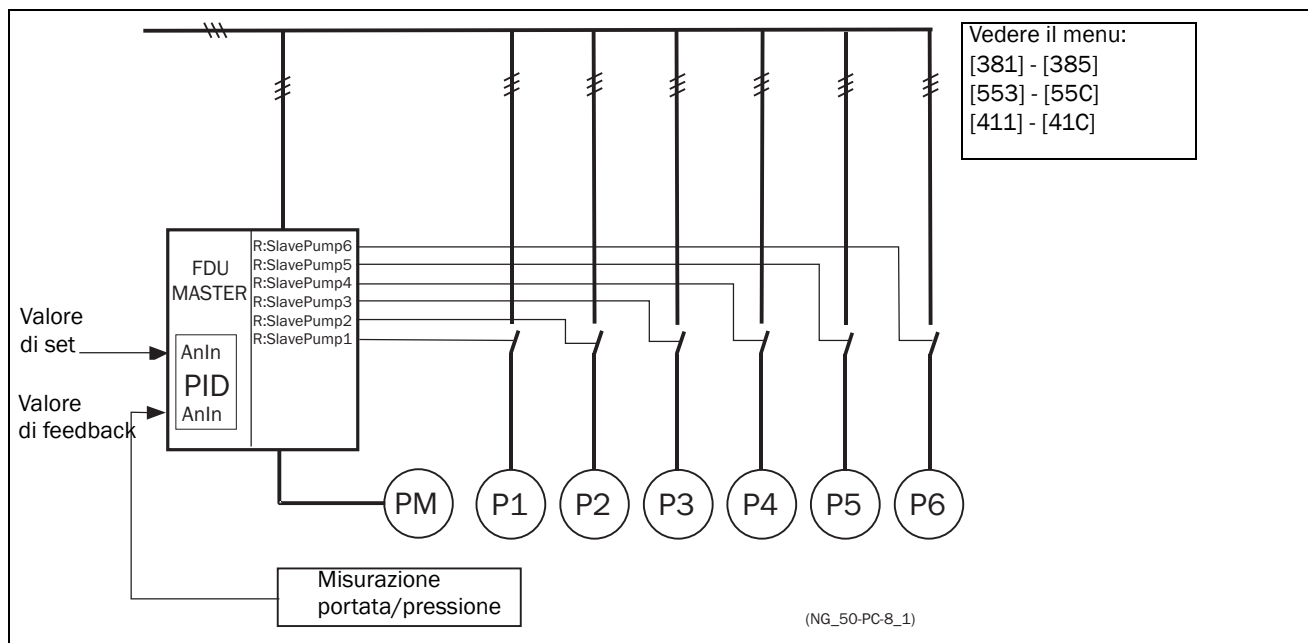 Vedere il menu:
[381] - [385]
[553] - [55C]
[411] - [41C]
FDU
MASTER
R:SlavePump6
R:SlavePump5
R:SlavePump4
R:SlavePump3
R:SlavePump2
R:SlavePump1
Valore
di set
AnIn
PID
AnIn
Valore
di feedback
PM
P1
P2
P3
P4
P5
P6
Misurazione
portata/pressione
(NG_50-PC-8_1)